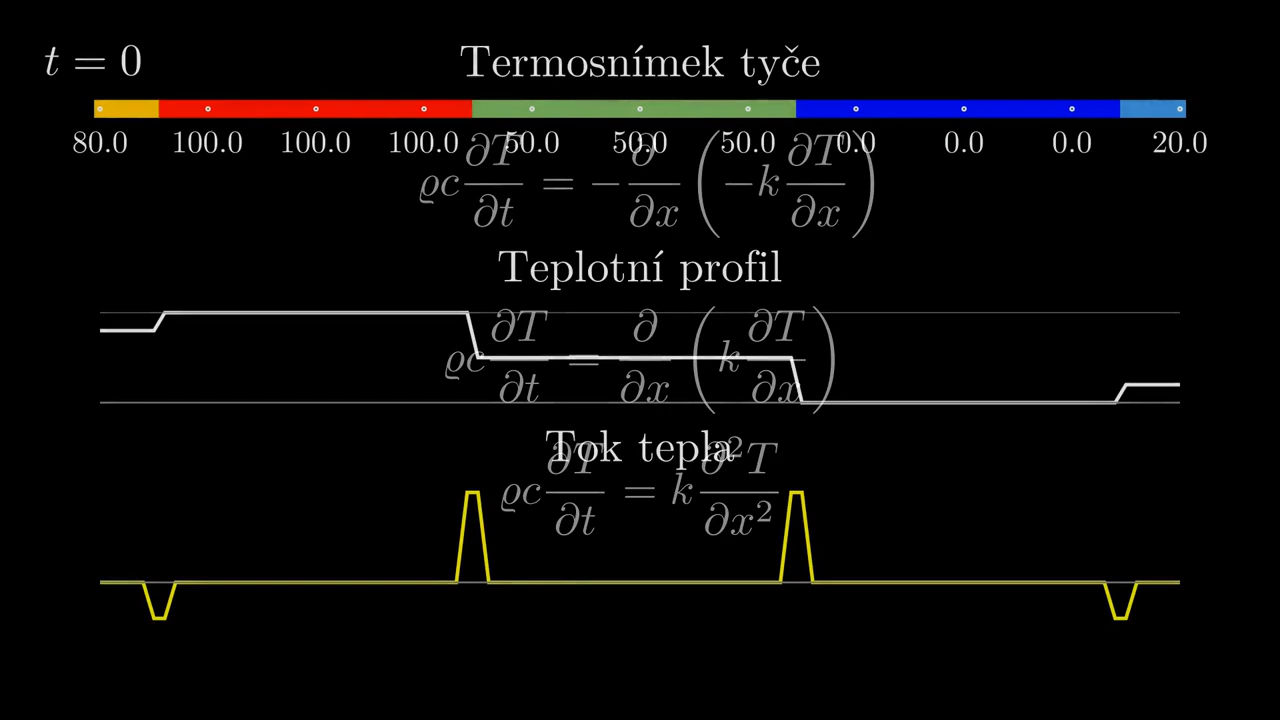 t = 0
Termosnímek tyče
80.0 100.0 100.0 100.0 50.0 50.0 50.0 0.0 0.0 0.0 20.0
ϱc ∂T/∂t = − ∂/∂x (−k ∂T/∂x)
Teplotní profil
ϱc ∂T/∂t = ∂/∂x (k ∂T/∂x)
Tok tepla
ϱc ∂T/∂t = k ∂²T/∂x²